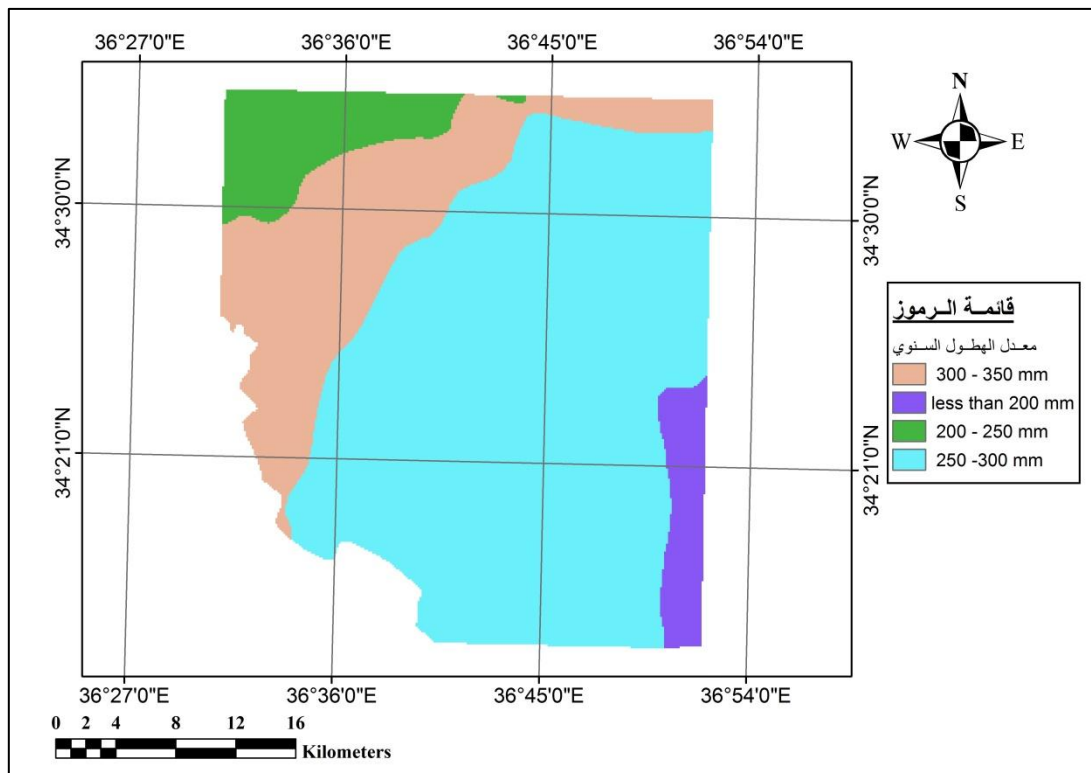 36°27'0"E 36°36'0"E 36°45'0"E 36°54'0"E
N
W E
S
34°30'0"N 34°30'0"N
قائمـة الـرموز
معـدل الهطـول السـنوي
300 - 350 mm
less than 200 mm
200 - 250 mm
250 -300 mm
34°21'0"N 34°21'0"N
36°27'0"E 36°36'0"E 36°45'0"E 36°54'0"E
0 2 4 8 12 16
Kilometers